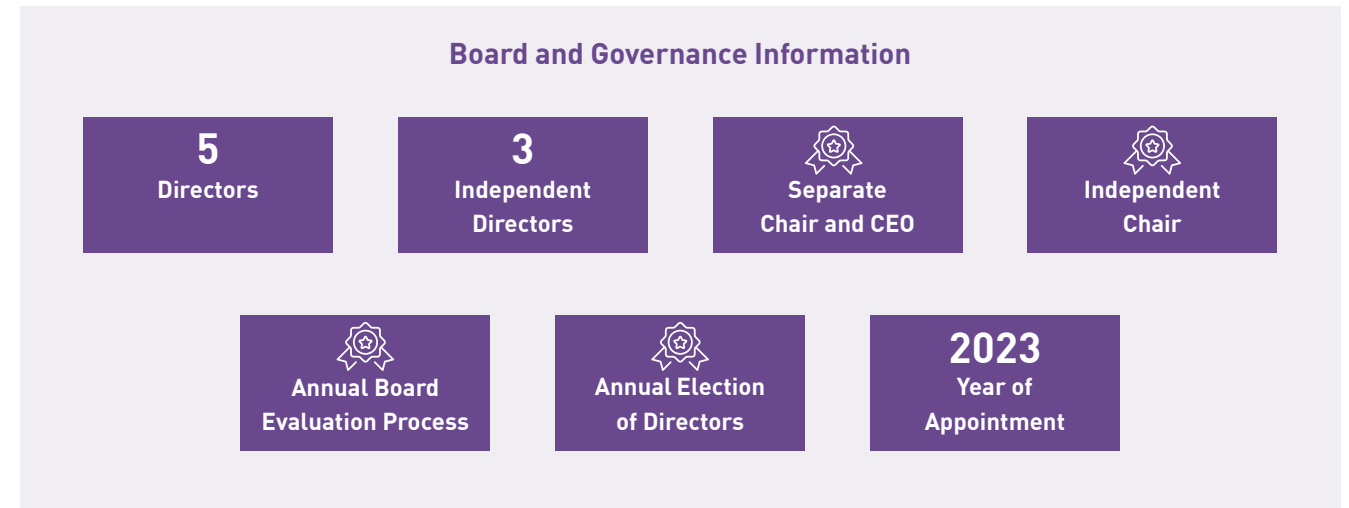 Board and Governance Information
5
Directors
3
Independent
Directors
Separate
Chair and CEO
Independent
Chair
Annual Board
Evaluation Process
Annual Election
of Directors
2023
Year of
Appointment